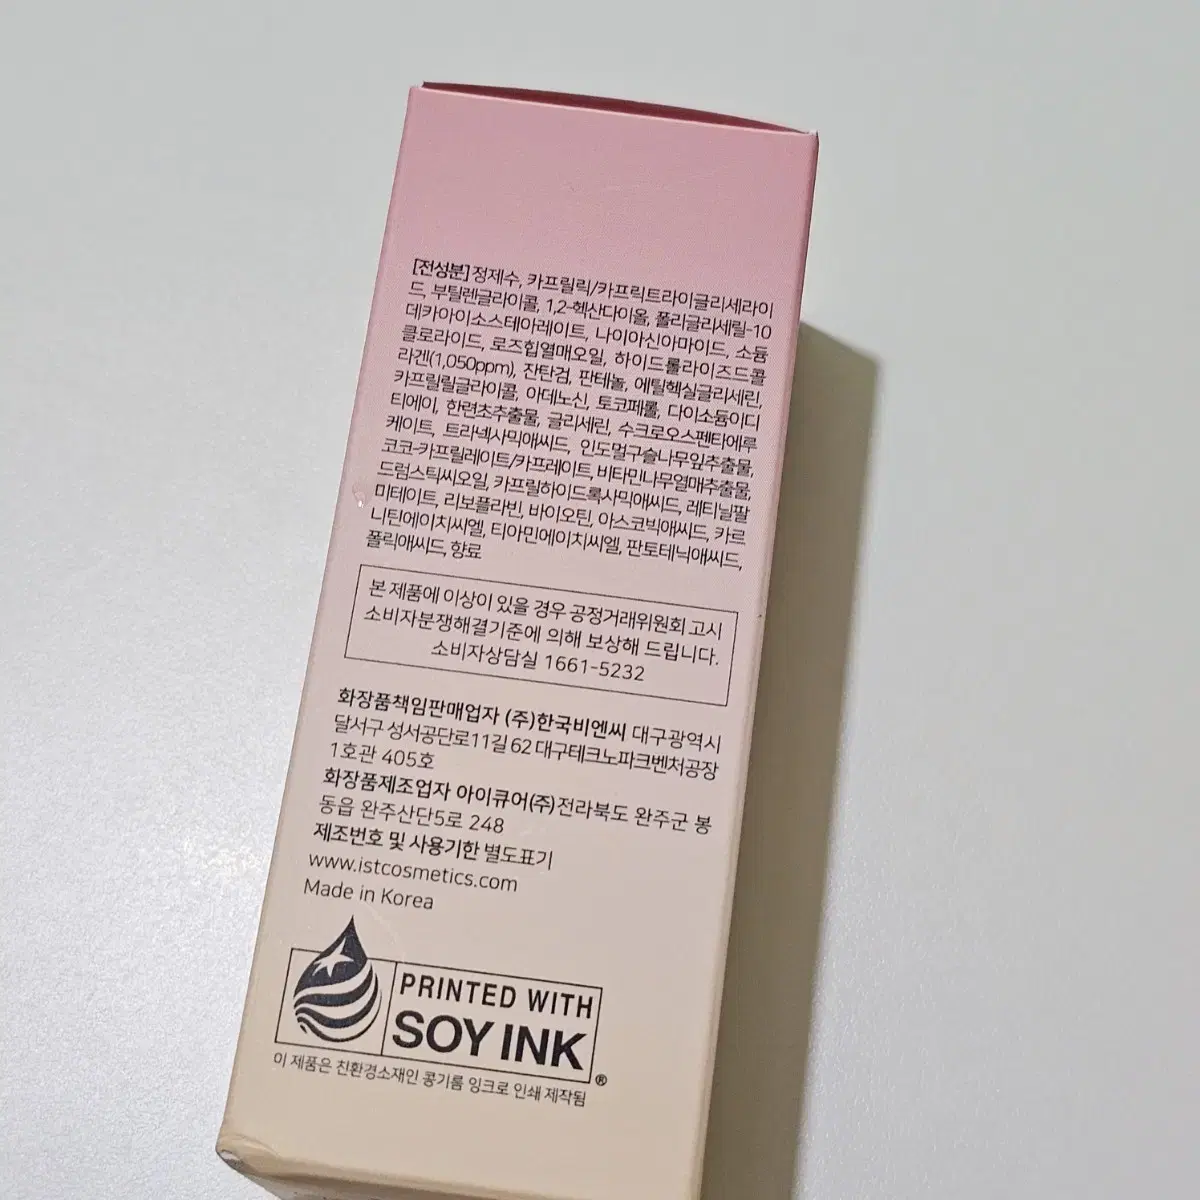 [전성분] 정제수, 카프릴릭/카프릭트라이글리세라이
드, 부틸렌글라이콜, 1,2-헥산다이올, 폴리글리세릴-10
데카아이소스테아레이트, 나이아신아마이드, 소듐
클로라이드, 로즈힙열매오일, 하이드롤라이즈드콜
라겐(1,050ppm), 잔탄검, 판테놀, 에틸헥실글리세린,
카프릴릴글라이콜, 아데노신, 토코페롤, 다이소듐이디
티에이, 한련초추출물, 글리세린, 수크로오스펜타에루
케이트, 트라넥사믹애씨드, 인도멀구슬나무잎추출물,
코코-카프릴레이트/카프레이트, 비타민나무열매추출물,
드럼스틱씨오일, 카프릴하이드록사믹애씨드, 레티닐팔
미테이트, 리보플라빈, 바이오틴, 아스코빅애씨드, 카르
니틴에이치씨엘, 티아민에이치씨엘, 판토테닉애씨드,
폴릭애씨드, 향료
본 제품에 이상이 있을 경우 공정거래위원회 고시
소비자분쟁해결기준에 의해 보상해 드립니다.
소비자상담실 1661-5232
화장품책임판매업자 (주)한국비엔씨 대구광역시
달서구 성서공단로11길 62 대구테크노파크벤처공장
1호관 405호
화장품제조업자 아이큐어(주)전라북도 완주군 봉
동읍 완주산단5로 248
제조번호 및 사용기한 별도표기
www.istcosmetics.com
Made in Korea
PRINTED WITH
SOY INK
®
이 제품은 친환경소재인 콩기름 잉크로 인쇄 제작됨